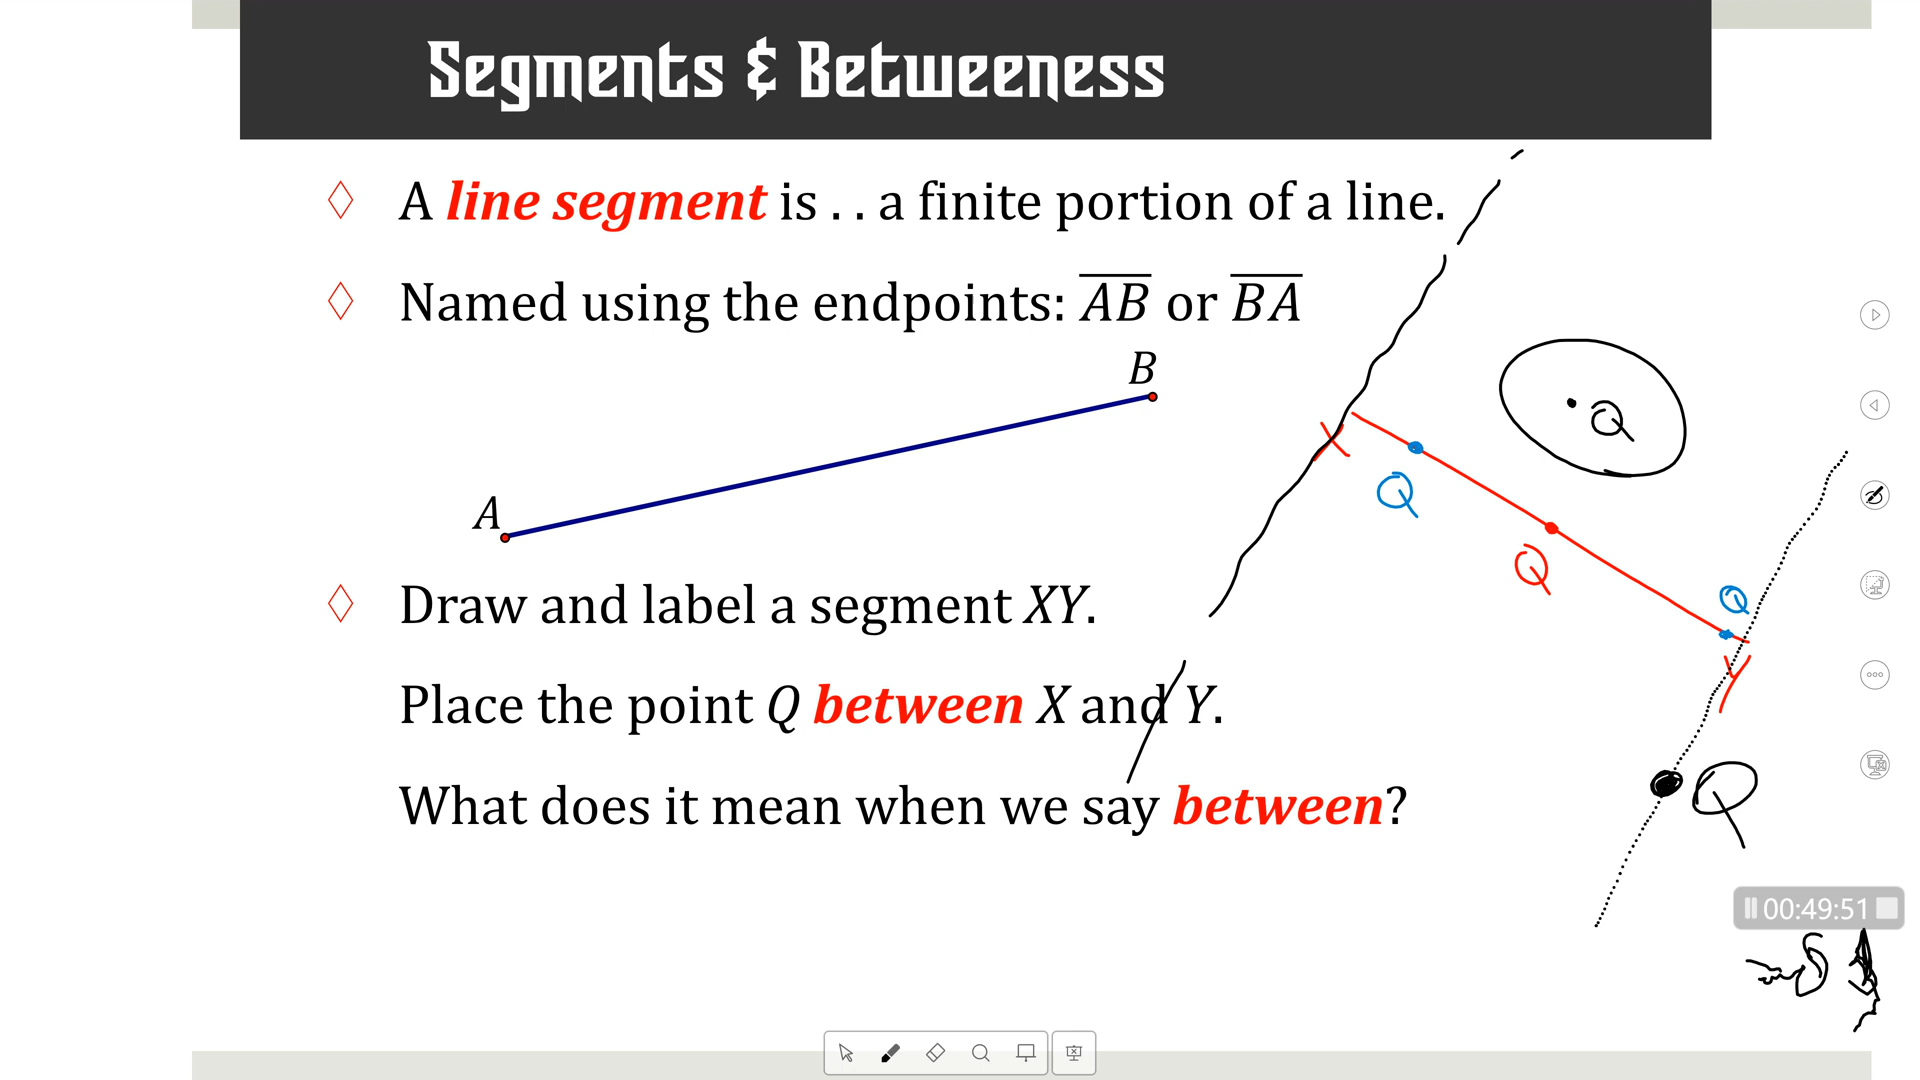 Segments & Betweeness
A line segment is . . a finite portion of a line.
Named using the endpoints: AB or BA
B
A
Q
X
Q
Q
Q
Draw and label a segment XY.
Y
Place the point Q between X and Y.
Q
What does it mean when we say between?
00:49:51